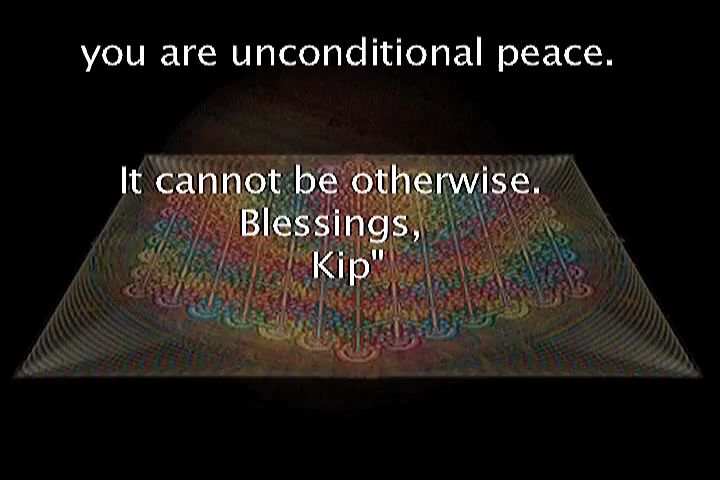 you are unconditional peace.
It cannot be otherwise.
Blessings,
Kip"